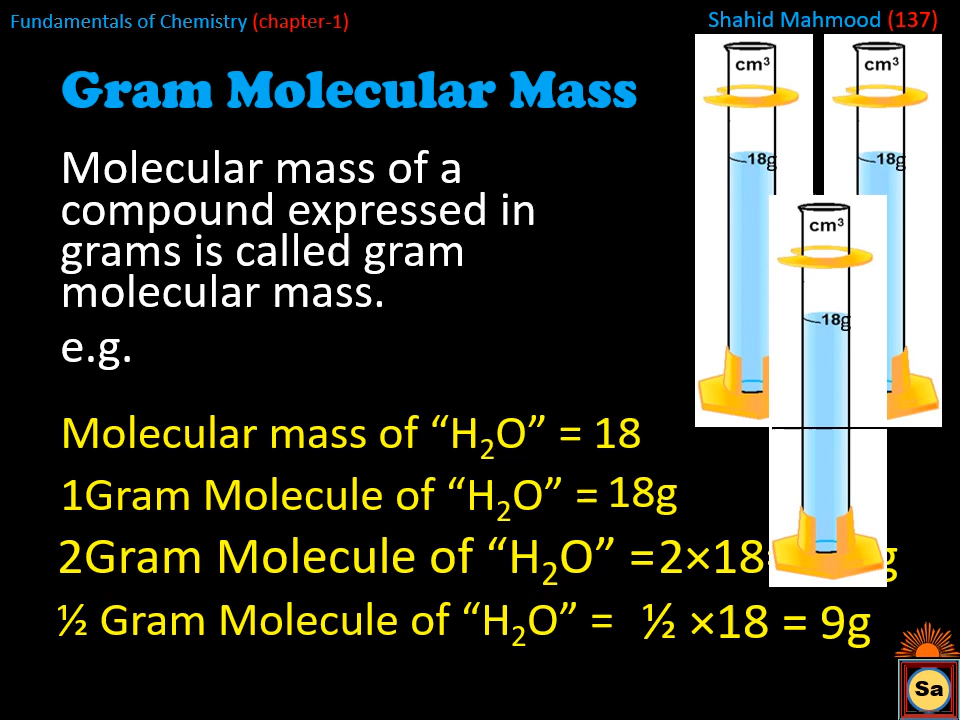 Fundamentals of Chemistry (chapter-1)
Shahid Mahmood (137)
Gram Molecular Mass
Molecular mass of a
compound expressed in
grams is called gram
molecular mass.
e.g.
Molecular mass of “H₂O” = 18
1Gram Molecule of “H₂O” = 18g
2Gram Molecule of “H₂O” = 2×18 g
½ Gram Molecule of “H₂O” = ½ ×18 = 9g
cm³
18g
cm³
18g
cm³
18g
Sa